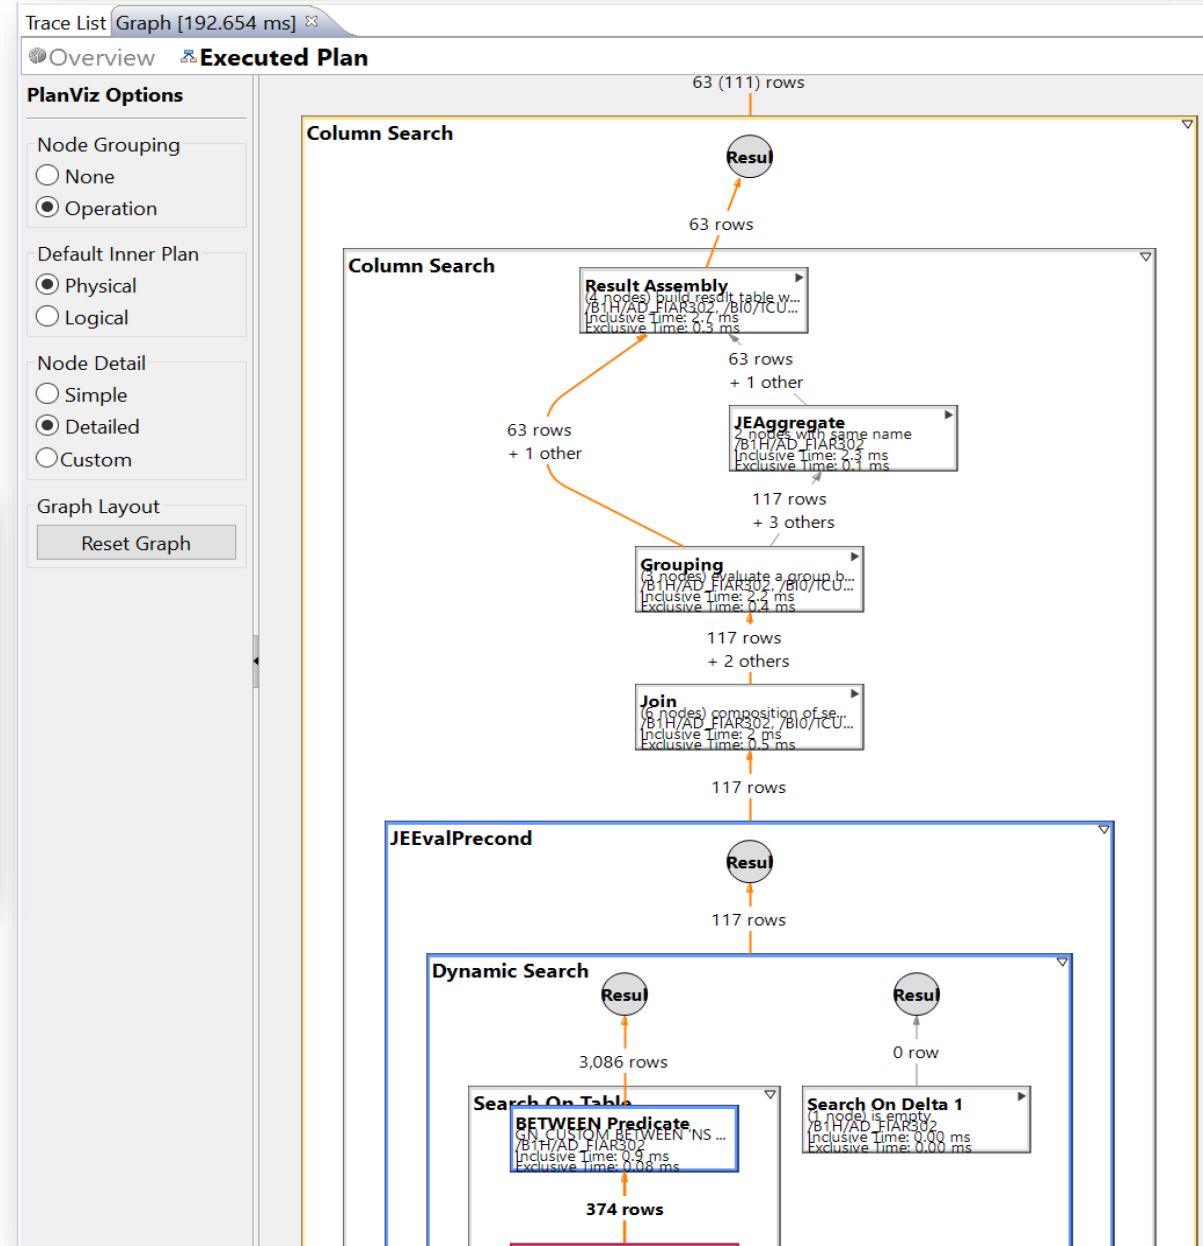 Trace List
Graph [192.654 ms]
Overview
Executed Plan
PlanViz Options
Node Grouping
None
Operation
Default Inner Plan
Physical
Logical
Node Detail
Simple
Detailed
Custom
Graph Layout
Reset Graph
63 (111) rows
Column Search
Resul
63 rows
Column Search
Result Assembly
(4 nodes) build result table w...
/B1H/AD_FIAR302, /BI0/TCU...
Inclusive Time: 2.7 ms
Exclusive Time: 0.3 ms
63 rows
+ 1 other
63 rows
+ 1 other
JEAggregate
2 nodes with same name
/B1H/AD_FIAR302
Inclusive Time: 2.3 ms
Exclusive Time: 0.1 ms
117 rows
+ 3 others
Grouping
(3 nodes) evaluate a group b...
/B1H/AD_FIAR302, /BI0/TCU...
Inclusive Time: 2.2 ms
Exclusive Time: 0.4 ms
117 rows
+ 2 others
Join
(6 nodes) composition of se...
/B1H/AD_FIAR302, /BI0/TCU...
Inclusive Time: 2 ms
Exclusive Time: 0.5 ms
117 rows
JEEvalPrecond
Resul
117 rows
Dynamic Search
Resul
Resul
3,086 rows
0 row
Search On Table
BETWEEN Predicate
GN_CUSTOM_BETWEEN 'NS ...
/B1H/AD_FIAR302
Inclusive Time: 0.9 ms
Exclusive Time: 0.08 ms
Search On Delta 1
(1 node) is empty
/B1H/AD_FIAR302
Inclusive Time: 0.00 ms
Exclusive Time: 0.00 ms
374 rows